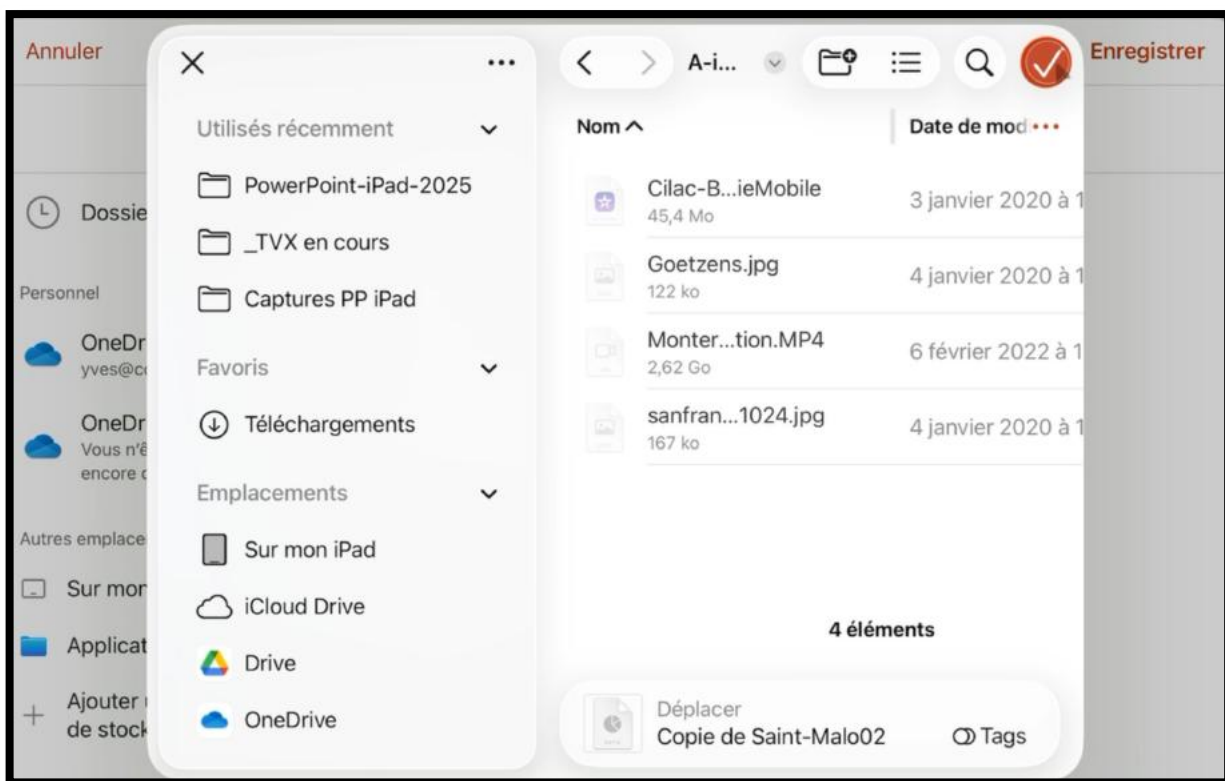 Annuler
Enregistrer
Dossie
Personnel
OneDr
yves@co
OneDr
Vous n'ê
encore d
Autres emplace
Sur mon
Applicat
Ajouter
de stock
Utilisés récemment
PowerPoint-iPad-2025
_TVX en cours
Captures PP iPad
Favoris
Téléchargements
Emplacements
Sur mon iPad
iCloud Drive
Drive
OneDrive
A-i...
Nom
Date de mod
Cilac-B...ieMobile
3 janvier 2020 à 1
45,4 Mo
Goetzens.jpg
4 janvier 2020 à 1
122 ko
Monter...tion.MP4
6 février 2022 à 1
2,62 Go
sanfran...1024.jpg
4 janvier 2020 à 1
167 ko
4 éléments
Déplacer
Copie de Saint-Malo02
Tags